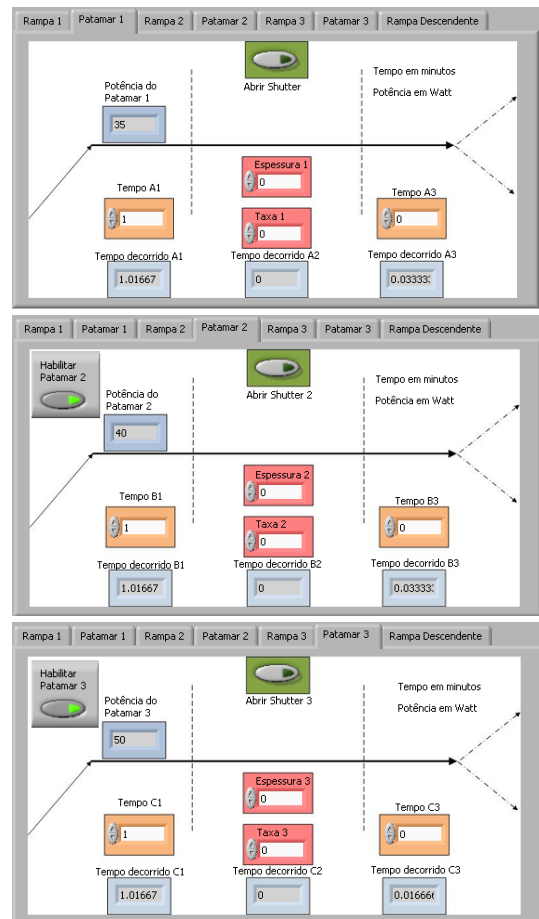 Rampa 1 Patamar 1 Rampa 2 Patamar 2 Rampa 3 Patamar 3 Rampa Descendente
Abrir Shutter
Tempo em minutos
Potência em Watt
Potência do
Patamar 1
35
Espessura 1
0
Tempo A1
1
Taxa 1
0
Tempo A3
0
Tempo decorrido A1
1.01667
Tempo decorrido A2
0
Tempo decorrido A3
0.03333
Rampa 1 Patamar 1 Rampa 2 Patamar 2 Rampa 3 Patamar 3 Rampa Descendente
Habilitar
Patamar 2
Abrir Shutter 2
Tempo em minutos
Potência em Watt
Potência do
Patamar 2
40
Espessura 2
0
Tempo B1
1
Taxa 2
0
Tempo B3
0
Tempo decorrido B1
1.01667
Tempo decorrido B2
0
Tempo decorrido B3
0.03333
Rampa 1 Patamar 1 Rampa 2 Patamar 2 Rampa 3 Patamar 3 Rampa Descendente
Habilitar
Patamar 3
Abrir Shutter 3
Tempo em minutos
Potência em Watt
Potência do
Patamar 3
50
Espessura 3
0
Tempo C1
1
Taxa 3
0
Tempo C3
0
Tempo decorrido C1
1.01667
Tempo decorrido C2
0
Tempo decorrido C3
0.01666